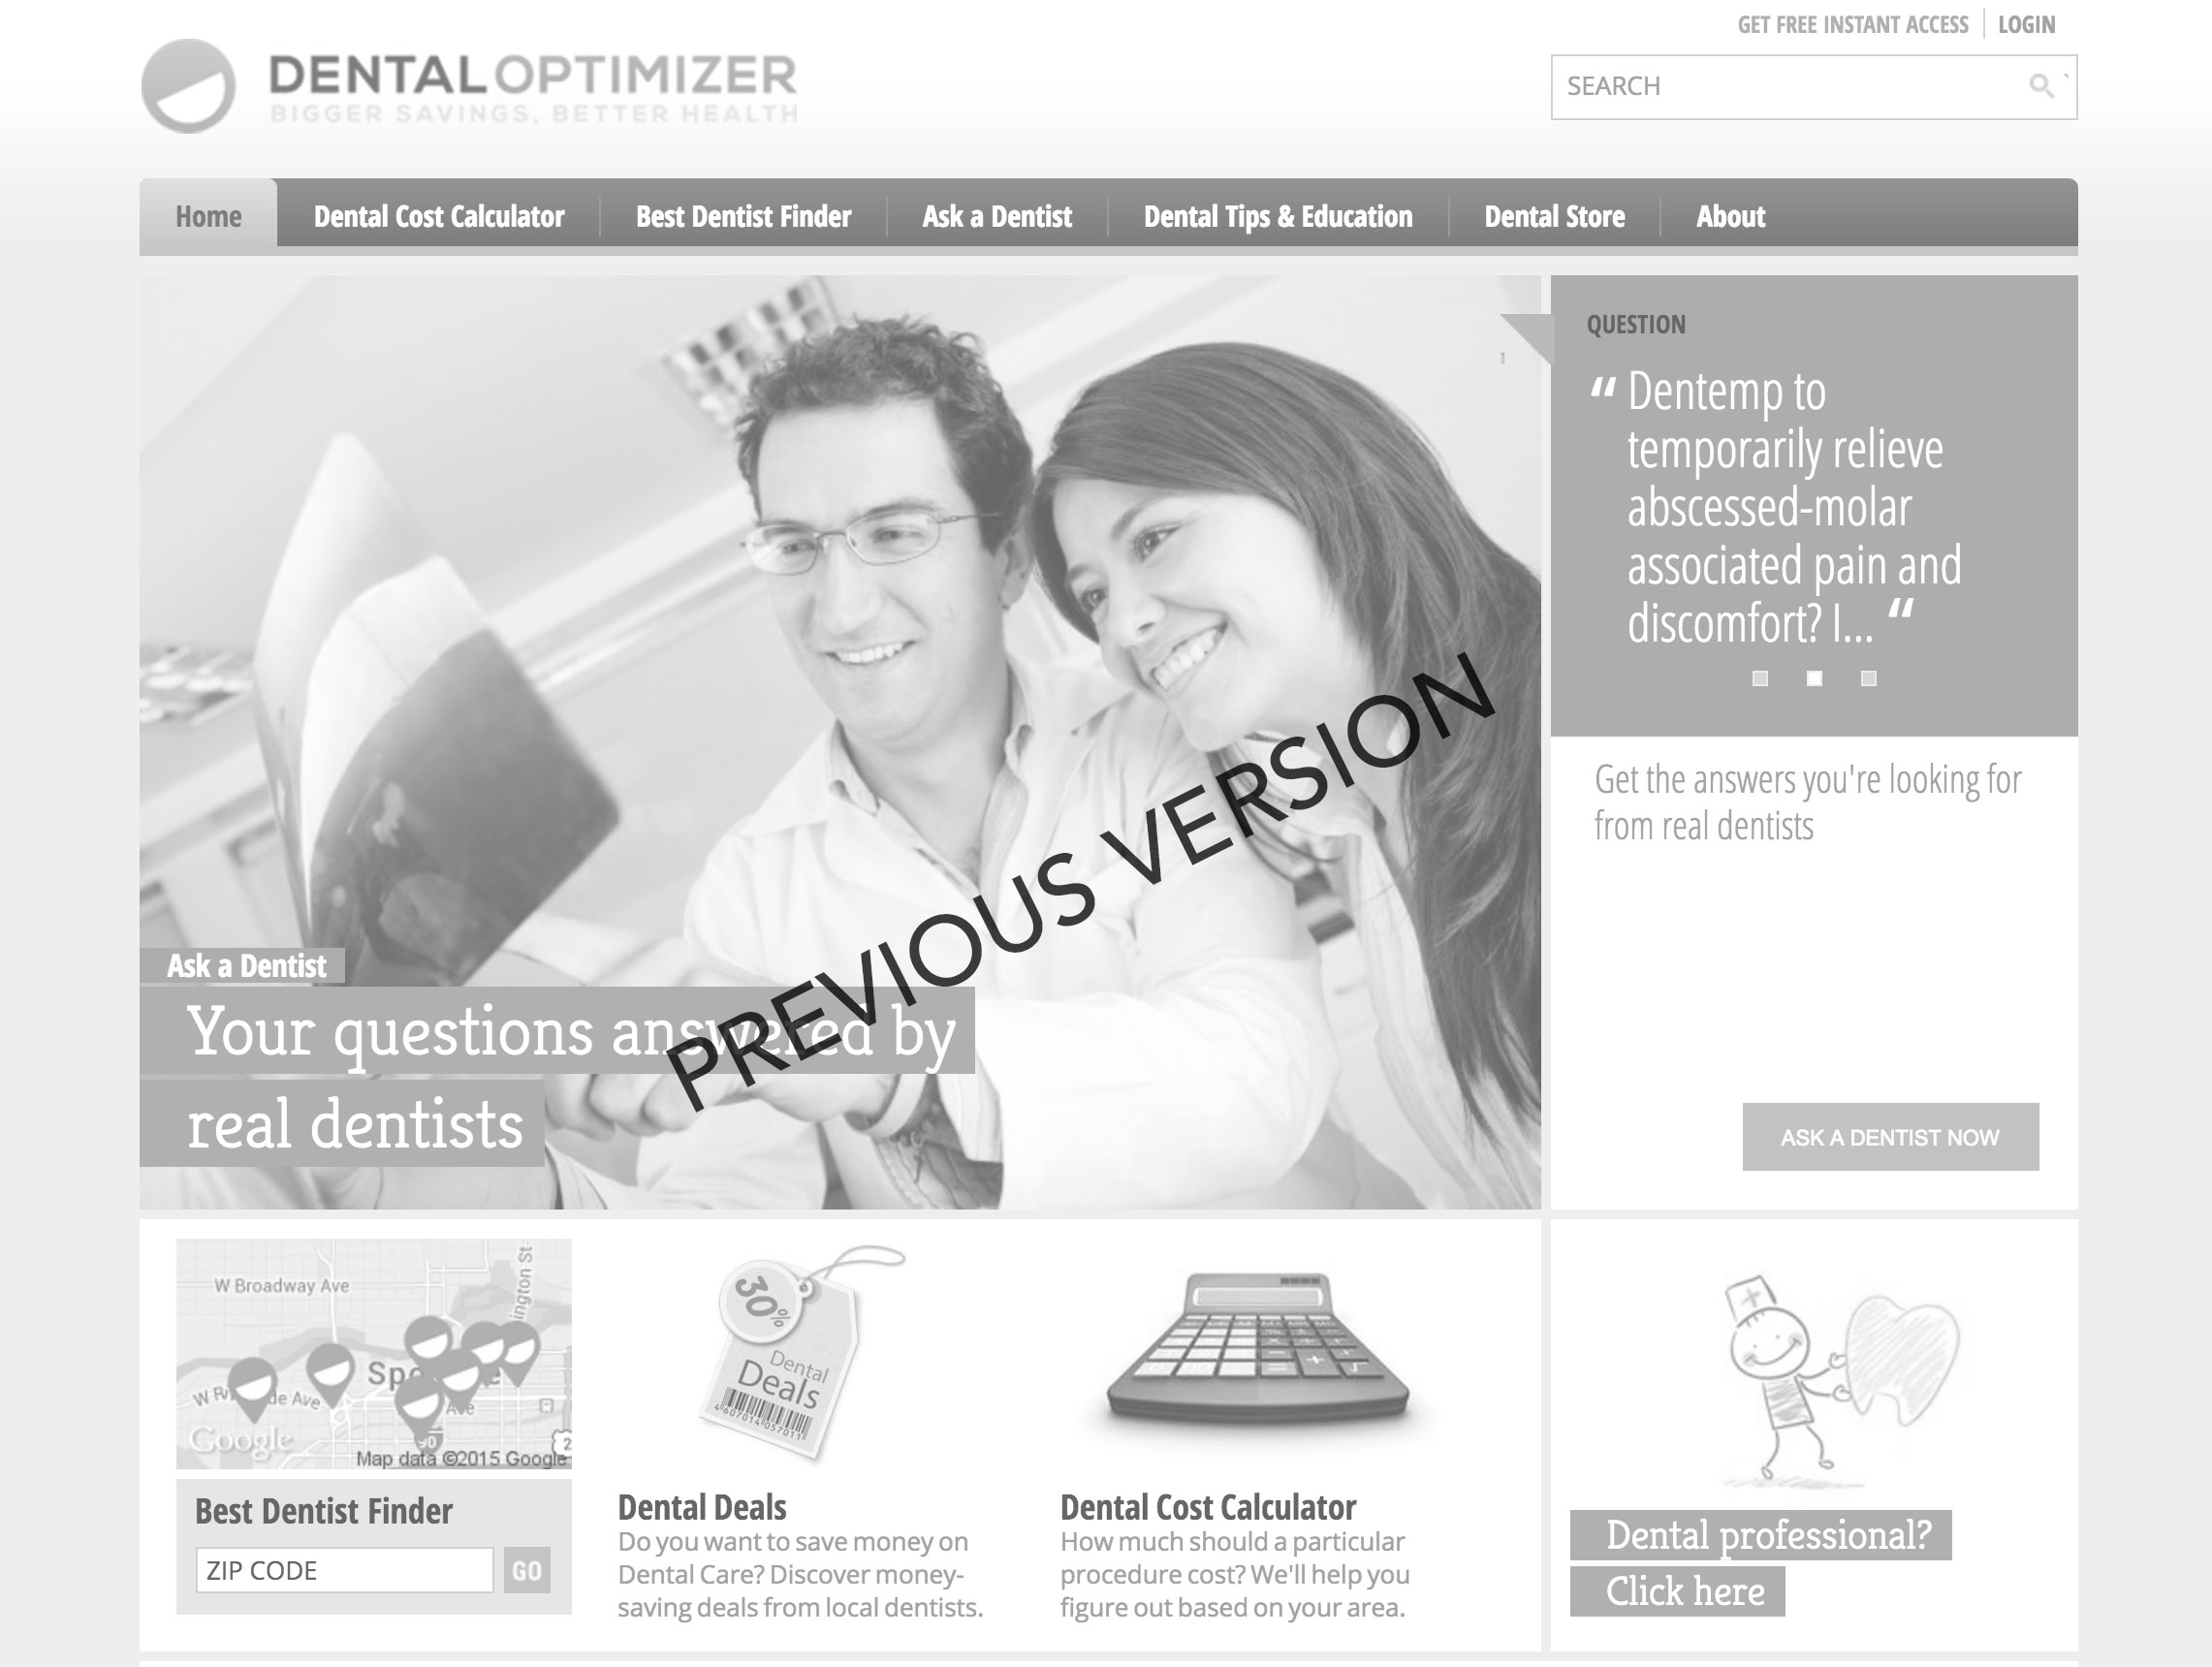 GET FREE INSTANT ACCESS
LOGIN
DENTALOPTIMIZER
BIGGER SAVINGS, BETTER HEALTH
SEARCH
Home
Dental Cost Calculator
Best Dentist Finder
Ask a Dentist
Dental Tips & Education
Dental Store
About
QUESTION
“ Dentemp to
temporarily relieve
abscessed-molar
associated pain and
discomfort? I... “
Get the answers you're looking for
from real dentists
ASK A DENTIST NOW
PREVIOUS VERSION
Ask a Dentist
Your questions answered by
real dentists
W Broadway Ave
ington St
Spo
e
W Ri
de Ave
Ave
90
2
Google
Map data ©2015 Google
Best Dentist Finder
ZIP CODE
GO
30%
Dental
Deals
4 607014 057011
Dental Deals
Do you want to save money on
Dental Care? Discover money-
saving deals from local dentists.
Dental Cost Calculator
How much should a particular
procedure cost? We'll help you
figure out based on your area.
Dental professional?
Click here